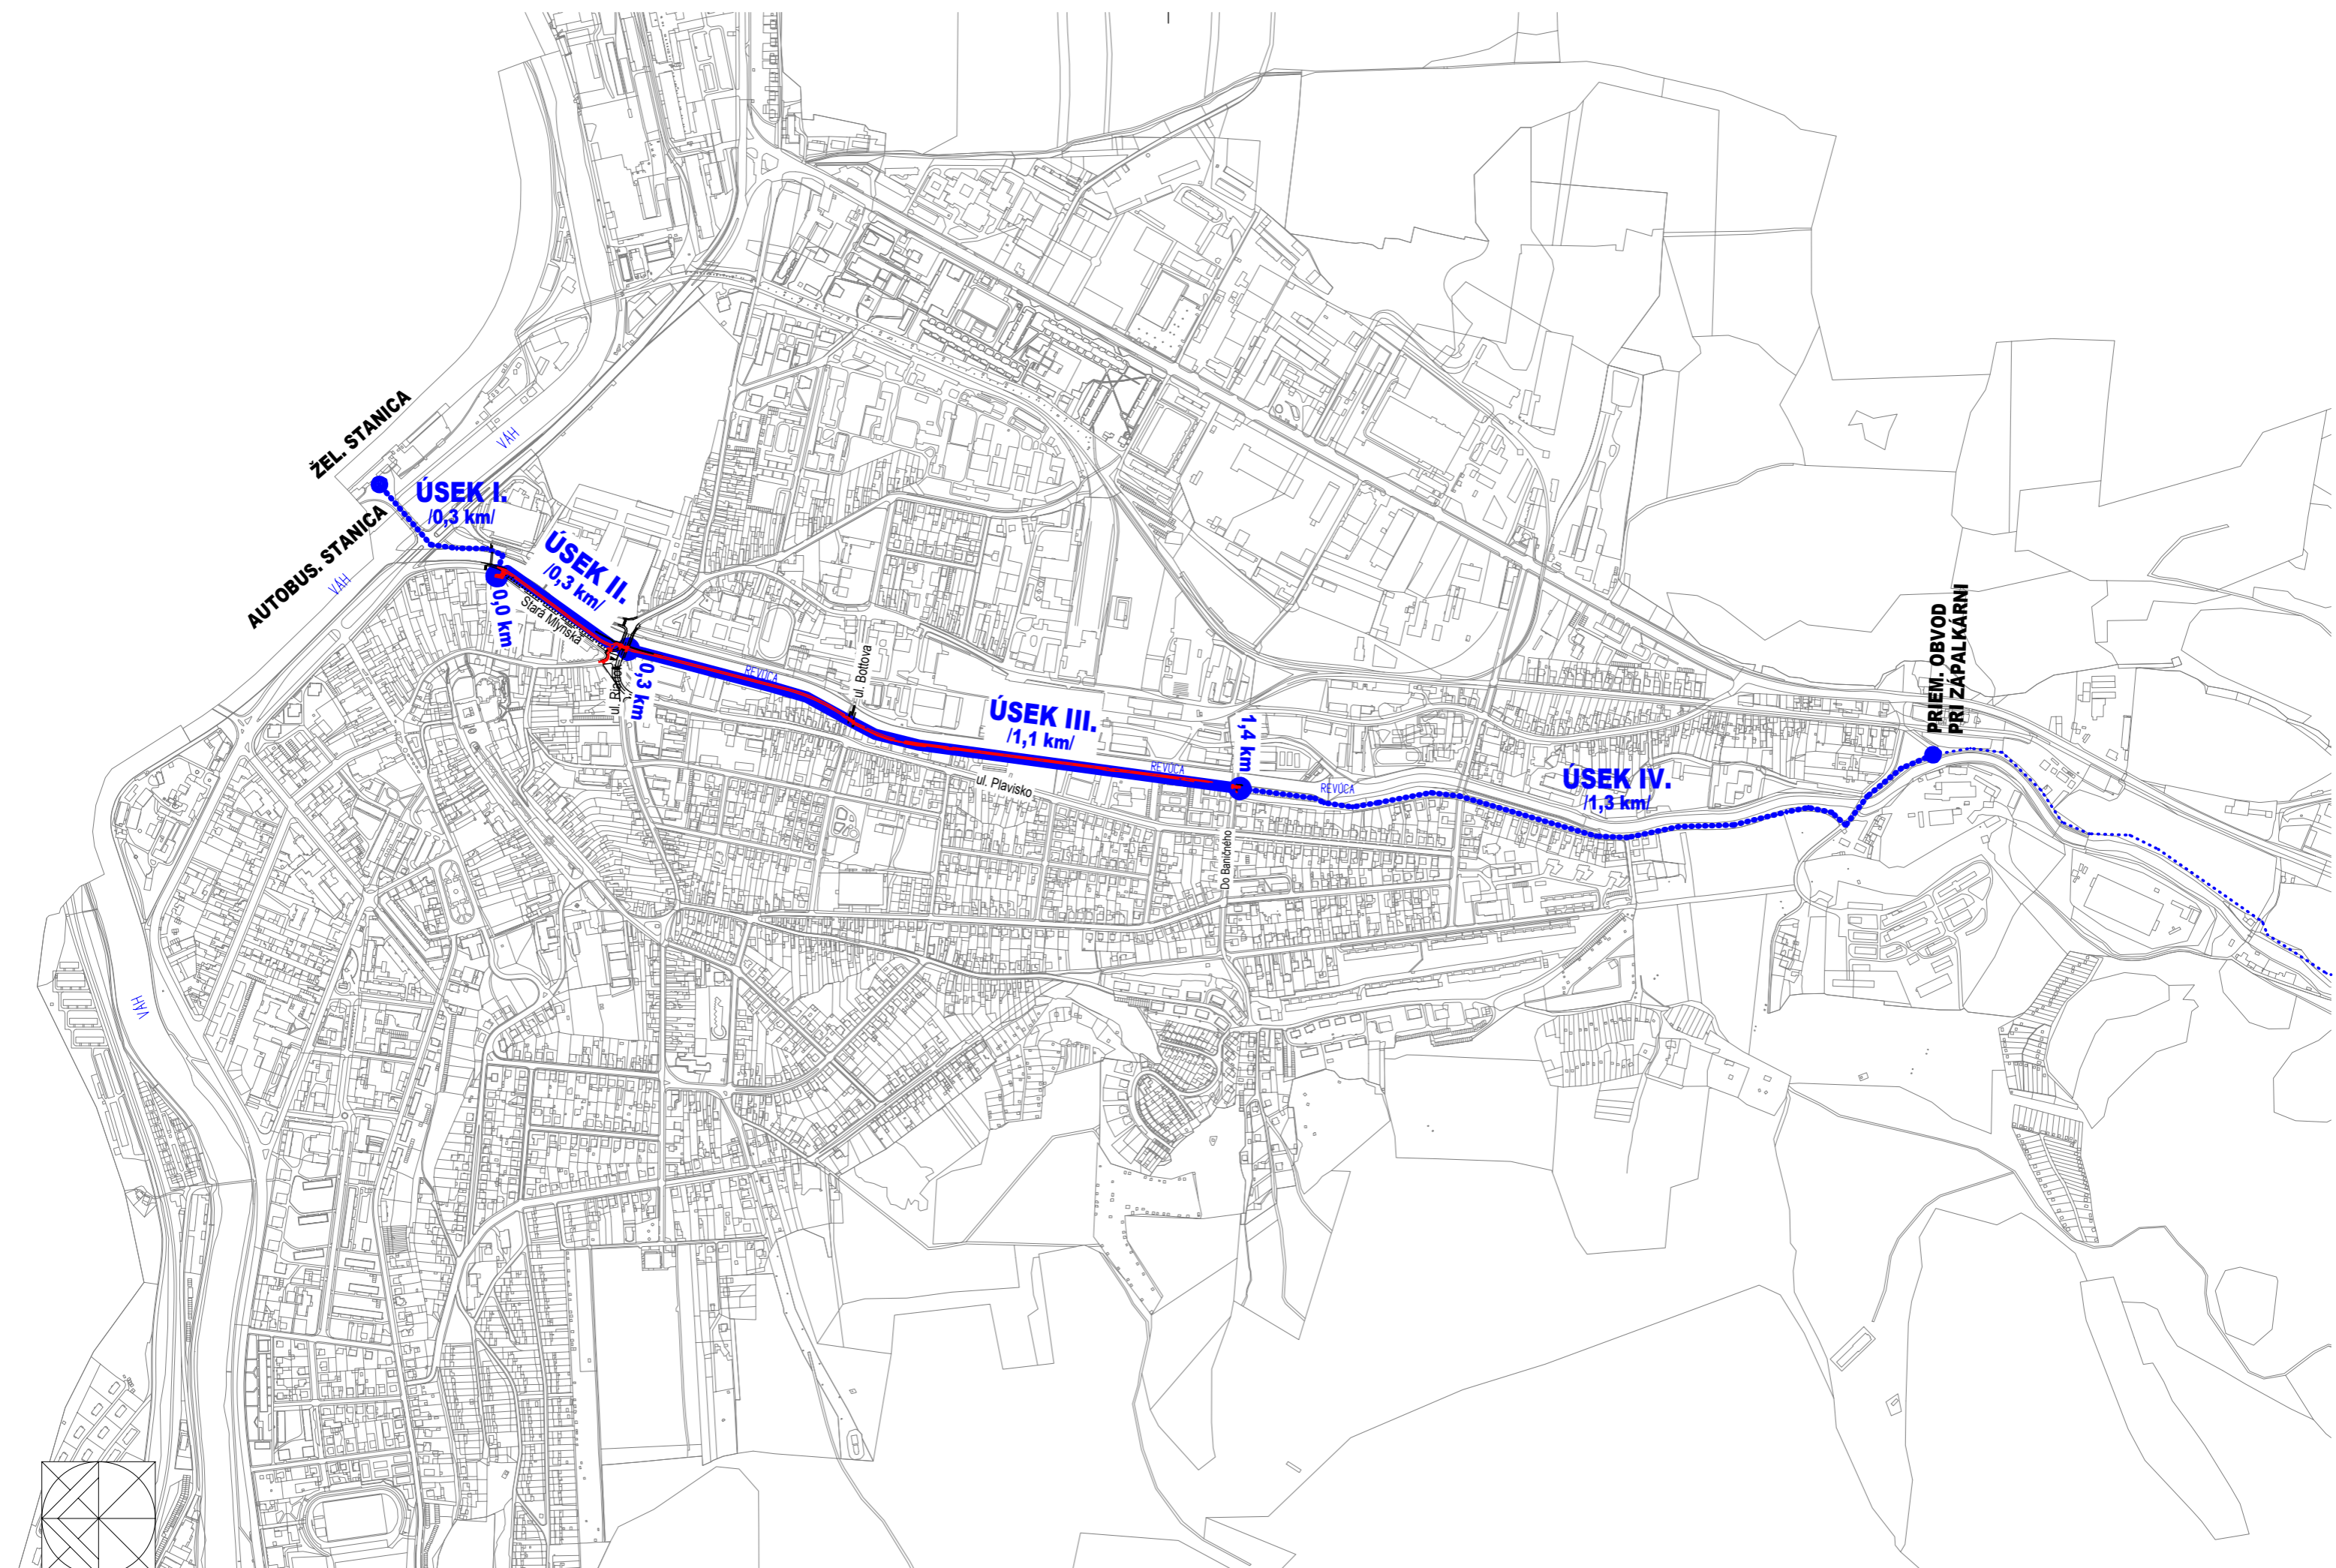 ŽEL. STANICA
VÁH
ÚSEK I.
/0,3 km/
AUTOBUS. STANICA
VÁH
ÚSEK II.
/0,3 km/
0,0 km
Stará Mlynská
0,3 km
REVÚCA
ul. Bottova
ÚSEK III.
/1,1 km/
REVÚCA
1,4 km
ul. Plavisko
REVÚCA
ÚSEK IV.
/1,3 km/
PRIEM. OBVOD
PRI ZÁPALKÁRNI
Do Baničného
VÁH